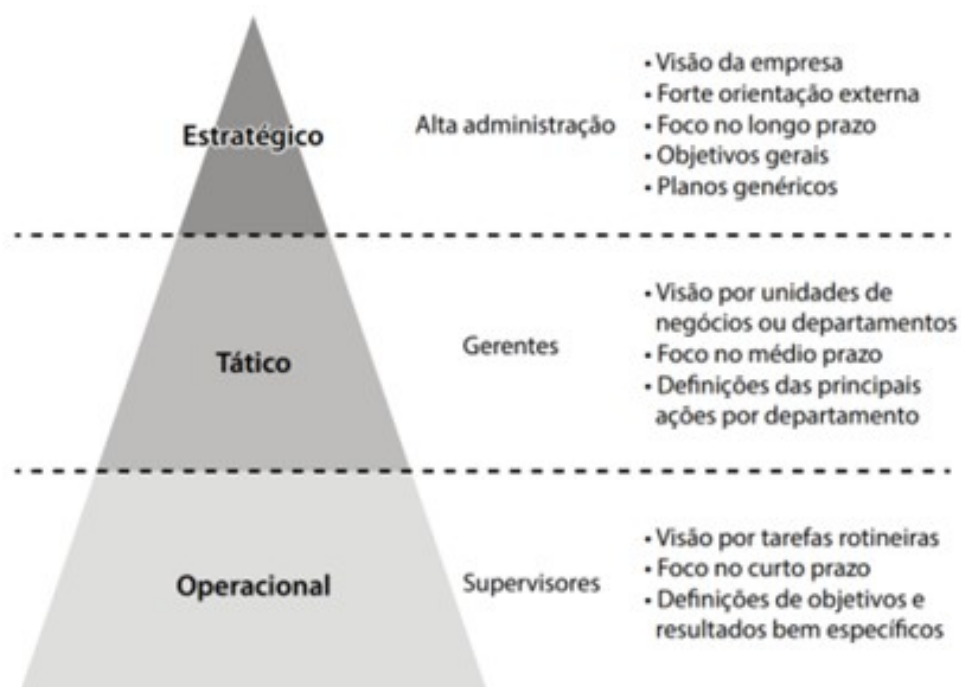 Estratégico
Alta administração
• Visão da empresa
• Forte orientação externa
• Foco no longo prazo
• Objetivos gerais
• Planos genéricos
Tático
Gerentes
• Visão por unidades de
negócios ou departamentos
• Foco no médio prazo
• Definições das principais
ações por departamento
Operacional
Supervisores
• Visão por tarefas rotineiras
• Foco no curto prazo
• Definições de objetivos e
resultados bem específicos